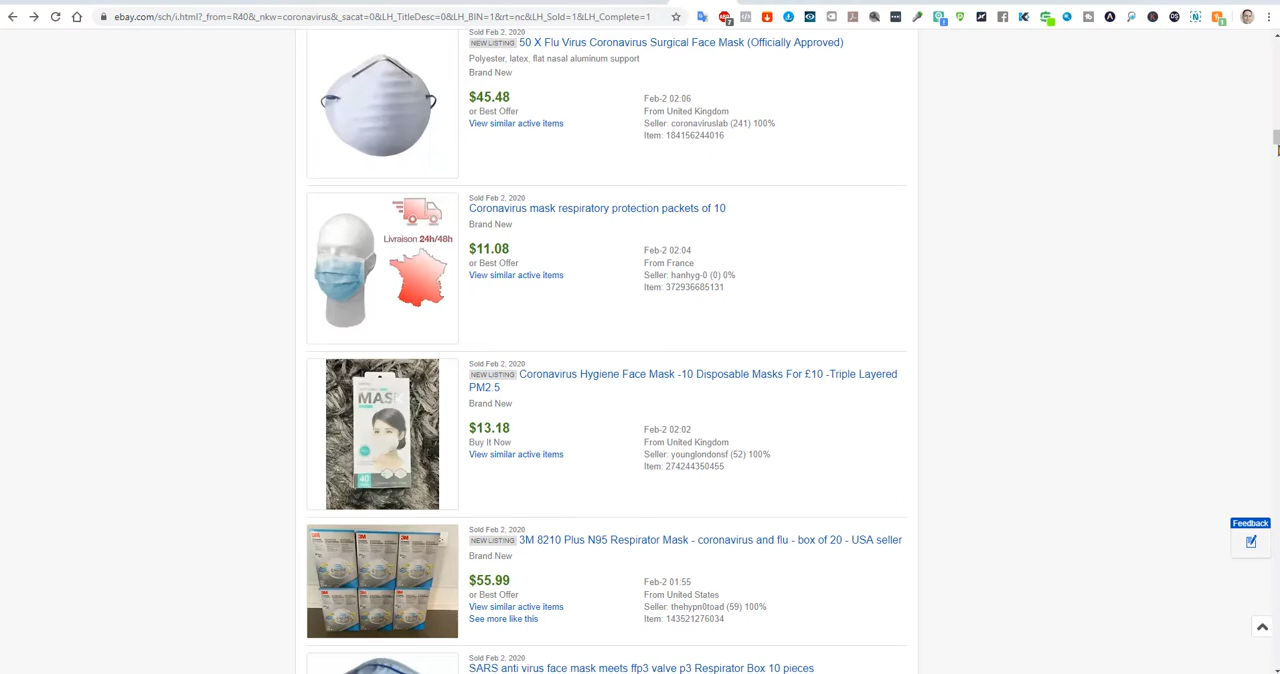 ebay.com/sch/i.html?_from=R40&_nkw=coronavirus&_sacat=0&LH_TitleDesc=0&LH_BIN=1&rt=nc&LH_Sold=1&LH_Complete=1
Sold Feb 2, 2020
NEW LISTING 50 X Flu Virus Coronavirus Surgical Face Mask (Officially Approved)
Polyester, latex, flat nasal aluminum support
Brand New
$45.48
or Best Offer
View similar active items
Feb-2 02:06
From United Kingdom
Seller: coronaviruslab (241) 100%
Item: 184156244016
Livraison 24h/48h
Sold Feb 2, 2020
Coronavirus mask respiratory protection packets of 10
Brand New
$11.08
or Best Offer
View similar active items
Feb-2 02:04
From France
Seller: hanhyg-0 (0) 0%
Item: 372936685131
MASK
40
Sold Feb 2, 2020
NEW LISTING Coronavirus Hygiene Face Mask -10 Disposable Masks For £10 -Triple Layered
PM2.5
Brand New
$13.18
Buy It Now
View similar active items
Feb-2 02:02
From United Kingdom
Seller: younglondonsf (52) 100%
Item: 274244350455
3M 3M
3M 3M 3M
Sold Feb 2, 2020
NEW LISTING 3M 8210 Plus N95 Respirator Mask - coronavirus and flu - box of 20 - USA seller
Brand New
$55.99
or Best Offer
View similar active items
See more like this
Feb-2 01:55
From United States
Seller: thehypn0toad (59) 100%
Item: 143521276034
Feedback
Sold Feb 2, 2020
SARS anti virus face mask meets ffp3 valve p3 Respirator Box 10 pieces